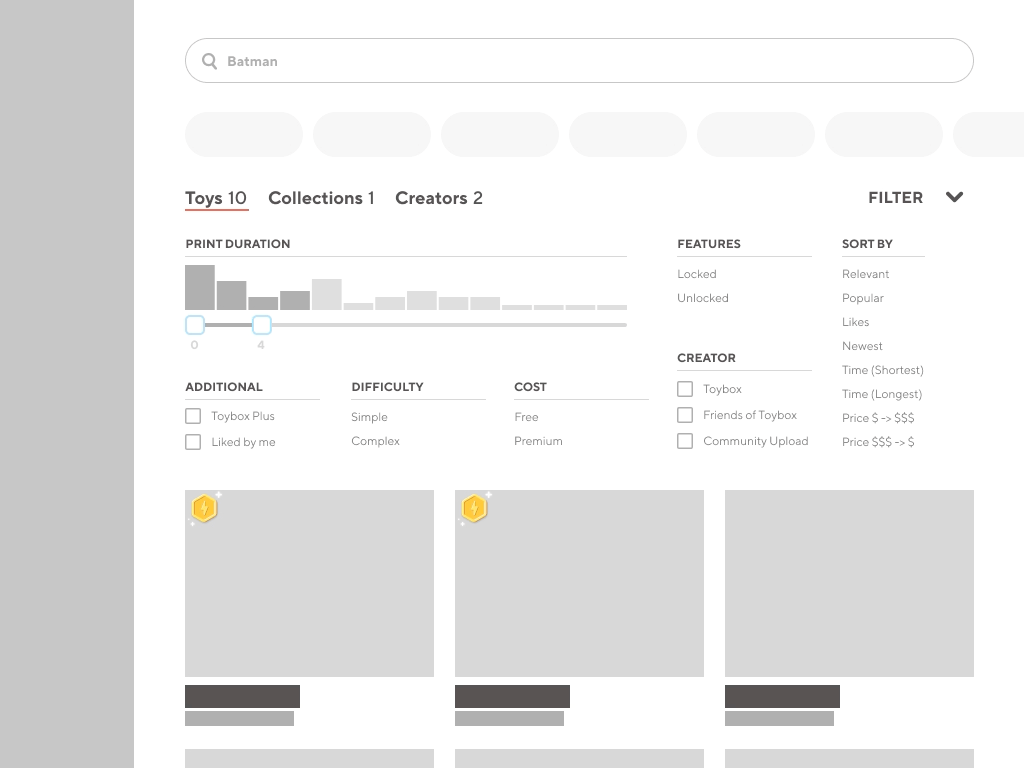 Batman
Toys 10 Collections 1 Creators 2 FILTER
PRINT DURATION
0 4
FEATURES
Locked
Unlocked
SORT BY
Relevant
Popular
Likes
Newest
Time (Shortest)
Time (Longest)
Price $ -> $$$
Price $$$ -> $
CREATOR
Toybox
Friends of Toybox
Community Upload
ADDITIONAL
Toybox Plus
Liked by me
DIFFICULTY
Simple
Complex
COST
Free
Premium